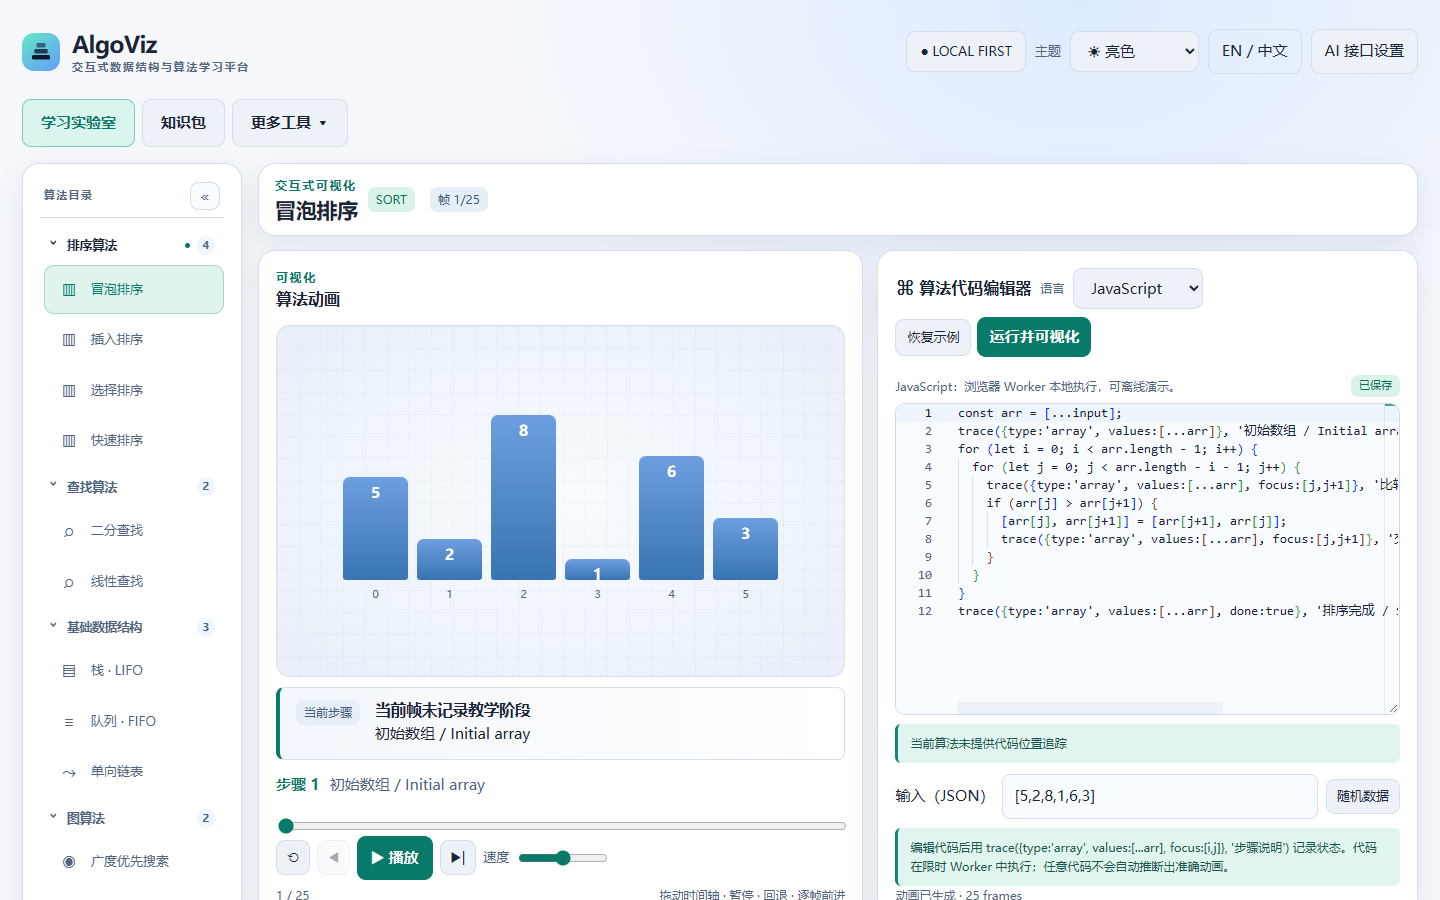 AlgoViz
交互式数据结构与算法学习平台
● LOCAL FIRST
主题
☀ 亮色
EN / 中文
AI 接口设置
学习实验室
知识包
更多工具 ▾
算法目录
«
排序算法
4
冒泡排序
插入排序
选择排序
快速排序
查找算法
2
二分查找
线性查找
基础数据结构
3
栈 · LIFO
队列 · FIFO
单向链表
图算法
2
广度优先搜索
交互式可视化
冒泡排序
SORT
帧 1/25
可视化
算法动画
5
2
8
1
6
3
0
1
2
3
4
5
当前步骤
当前帧未记录教学阶段
初始数组 / Initial array
步骤 1 初始数组 / Initial array
▶ 播放
速度
1 / 25
拖动时间轴 · 暂停 · 回退 · 逐帧前进
⌘ 算法代码编辑器
语言
JavaScript
恢复示例
运行并可视化
JavaScript：浏览器 Worker 本地执行，可离线演示。
已保存
1 const arr = [...input];
2 trace({type:'array', values:[...arr]}, '初始数组 / Initial arra
3 for (let i = 0; i < arr.length - 1; i++) {
4 for (let j = 0; j < arr.length - i - 1; j++) {
5 trace({type:'array', values:[...arr], focus:[j,j+1]}, '比
6 if (arr[j] > arr[j+1]) {
7 [arr[j], arr[j+1]] = [arr[j+1], arr[j]];
8 trace({type:'array', values:[...arr], focus:[j,j+1]}, '
9 }
10 }
11 }
12 trace({type:'array', values:[...arr], done:true}, '排序完成 /
当前算法未提供代码位置追踪
输入（JSON）
[5,2,8,1,6,3]
随机数据
编辑代码后用 trace({type:'array', values:[...arr], focus:[i,j]}, '步骤说明') 记录状态。代码
在限时 Worker 中执行；任意代码不会自动推断出准确动画。
动画已生成 · 25 frames